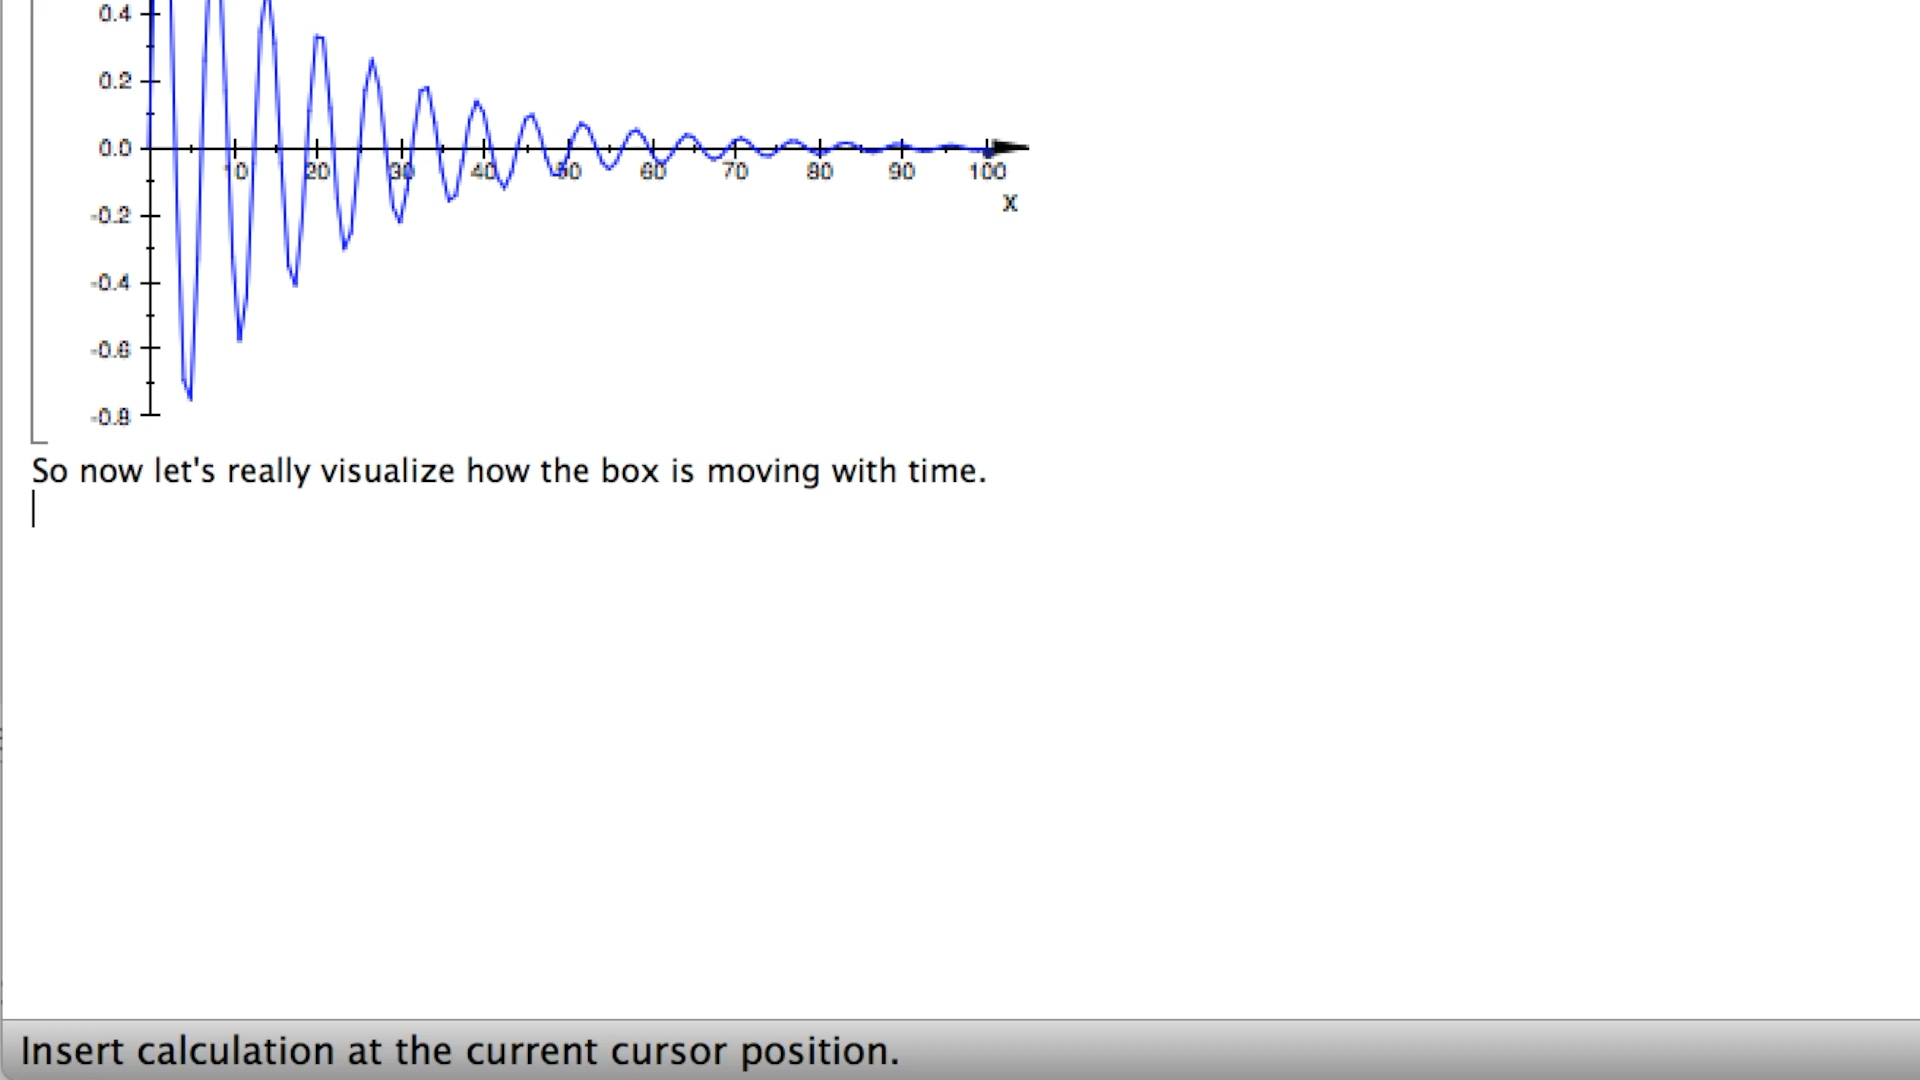 0.4
0.2
0.0
10 20 30 40 50 60 70 80 90 100
x
-0.2
-0.4
-0.6
-0.8
So now let's really visualize how the box is moving with time.
Insert calculation at the current cursor position.